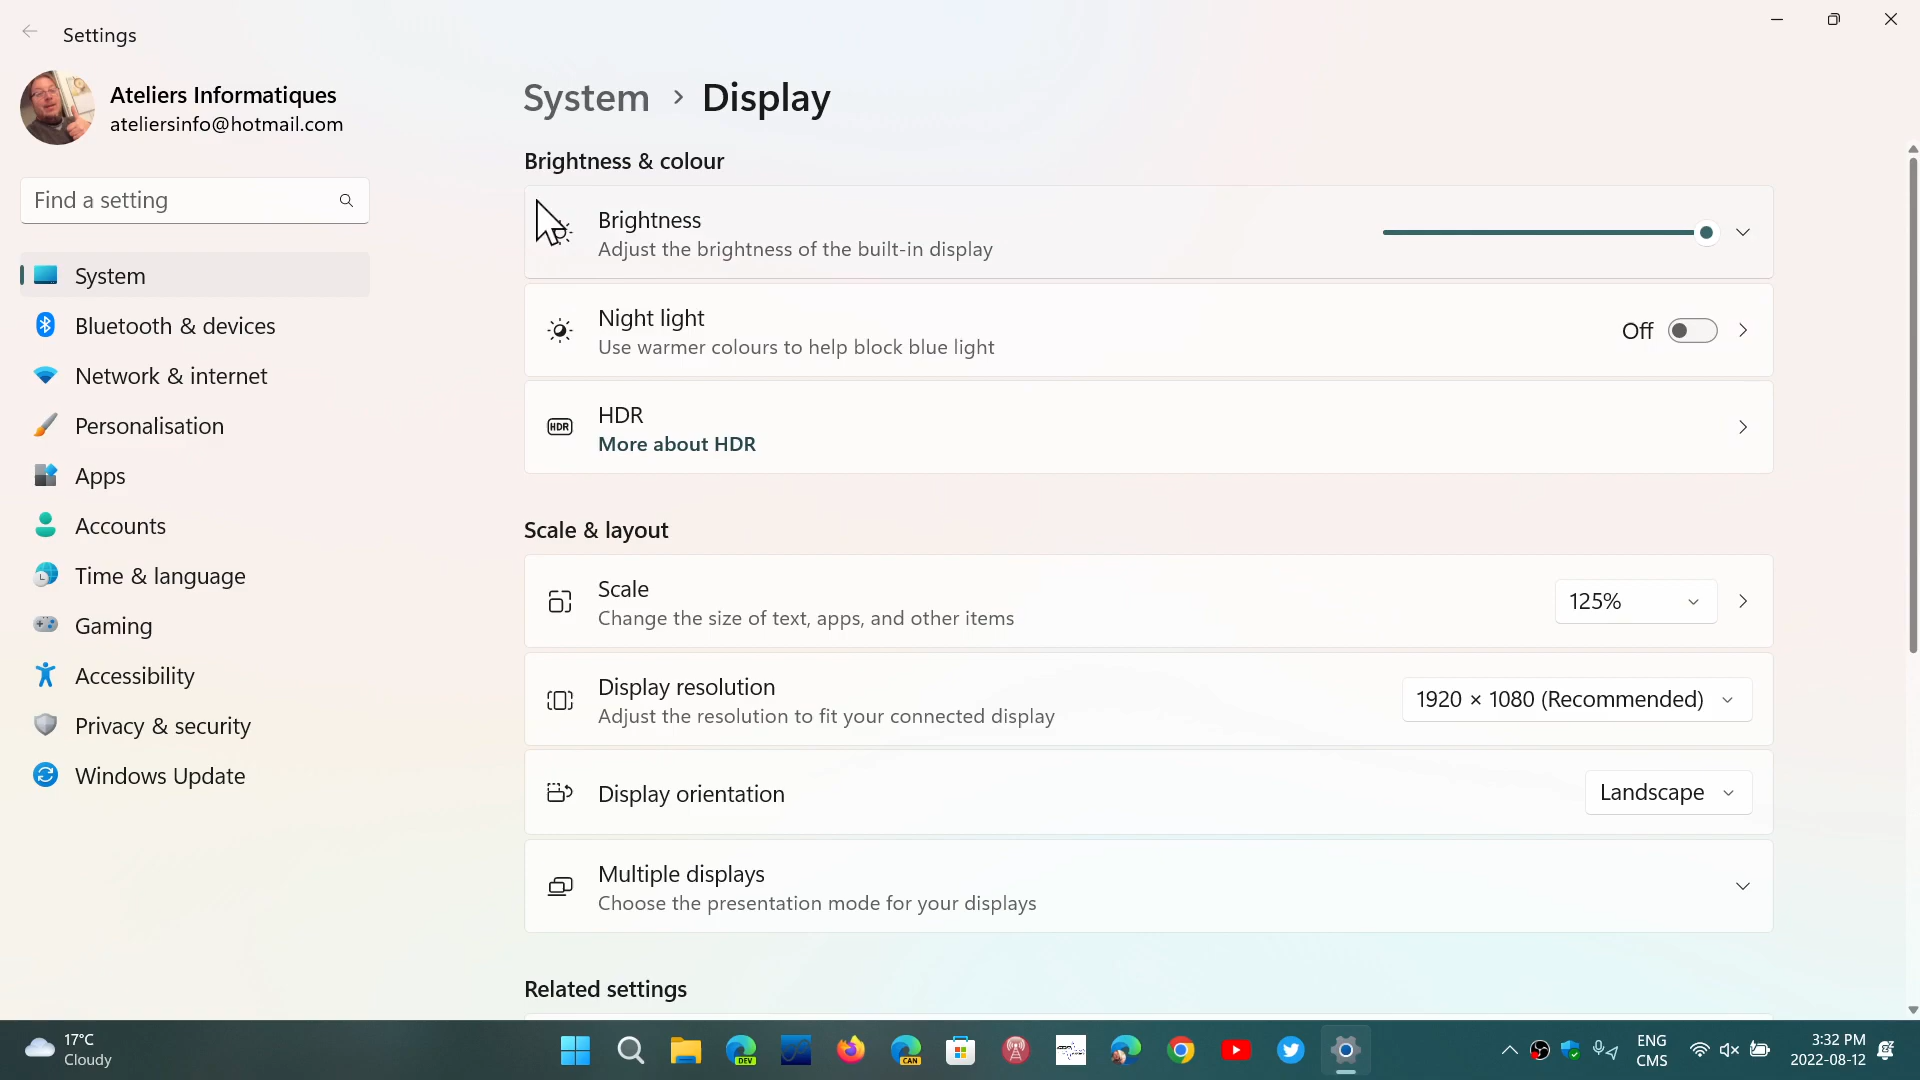 Settings
Ateliers Informatiques
ateliersinfo@hotmail.com
Find a setting
System
Bluetooth & devices
Network & internet
Personalisation
Apps
Accounts
Time & language
Gaming
Accessibility
Privacy & security
Windows Update
System > Display
Brightness & colour
Brightness
Adjust the brightness of the built-in display
Night light
Use warmer colours to help block blue light
Off
HDR
HDR
More about HDR
Scale & layout
Scale
Change the size of text, apps, and other items
125%
Display resolution
Adjust the resolution to fit your connected display
1920 × 1080 (Recommended)
Display orientation
Landscape
Multiple displays
Choose the presentation mode for your displays
Related settings
17°C
Cloudy
DEV
CAN
ENG
CMS
3:32 PM
2022-08-12